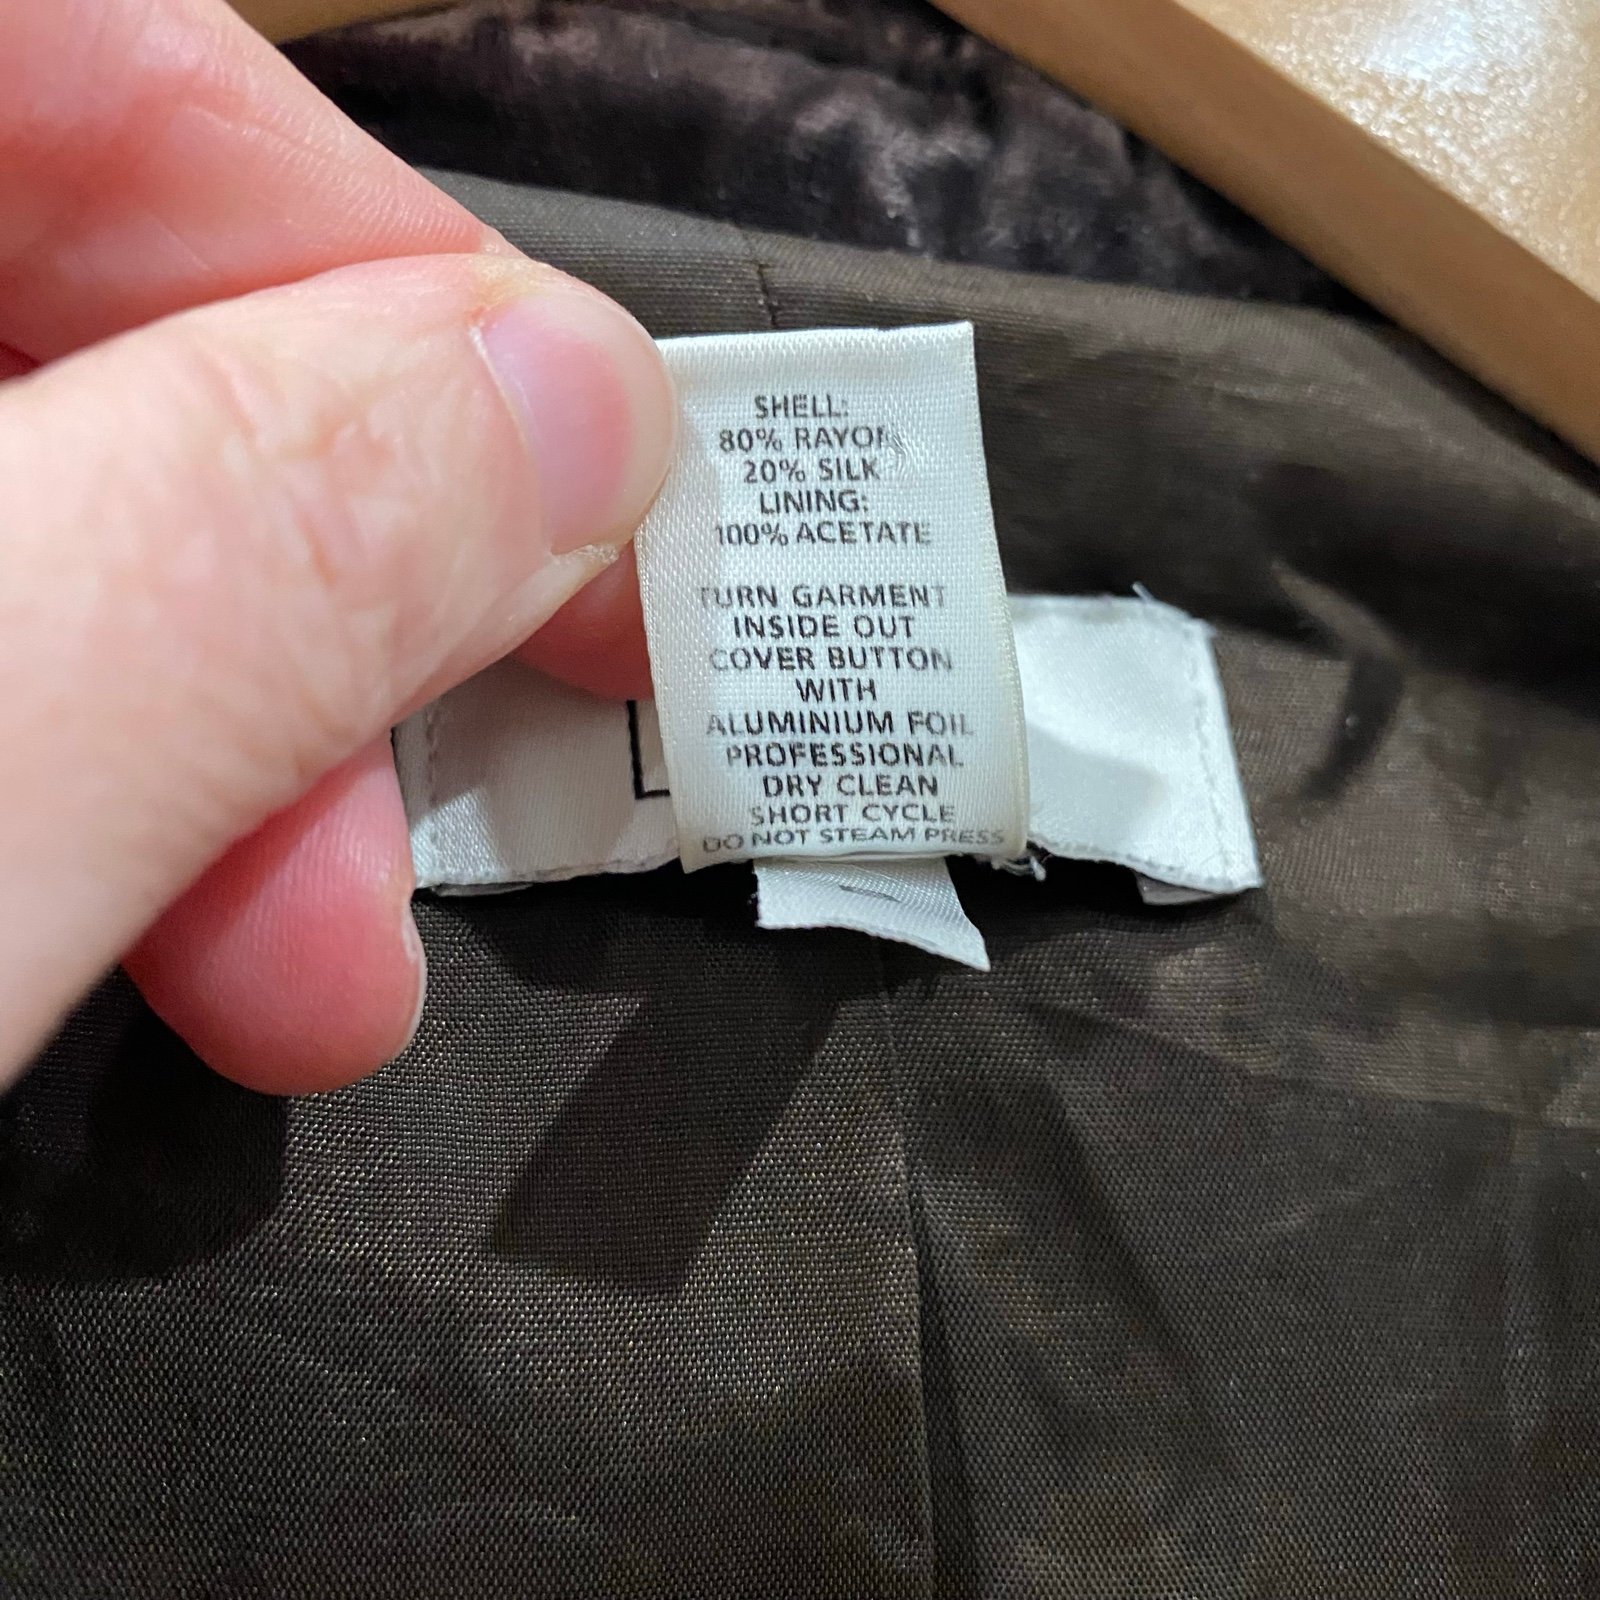 SHELL:
80% RAYON
20% SILK
LINING:
100% ACETATE
TURN GARMENT
INSIDE OUT
COVER BUTTON
WITH
ALUMINIUM FOIL
PROFESSIONAL
DRY CLEAN
SHORT CYCLE
DO NOT STEAM PRESS